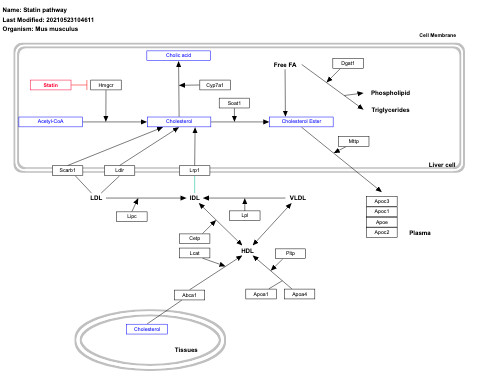 Name: Statin pathway
Last Modified: 20210523104611
Organism: Mus musculus
Cell Membrane
Cholic acid
Free FA
Dgat1
Statin
Hmgcr
Cyp7a1
Phospholipid
Soat1
Triglycerides
Acetyl-CoA
Cholesterol
Cholesterol Ester
Mttp
Liver cell
Scarb1
Ldlr
Lrp1
LDL
IDL
VLDL
Apoc3
Apoc1
Apoe
Apoc2
Lipc
Lpl
Plasma
Cetp
Lcat
HDL
Pltp
Abca1
Apoa1
Apoa4
Cholesterol
Tissues